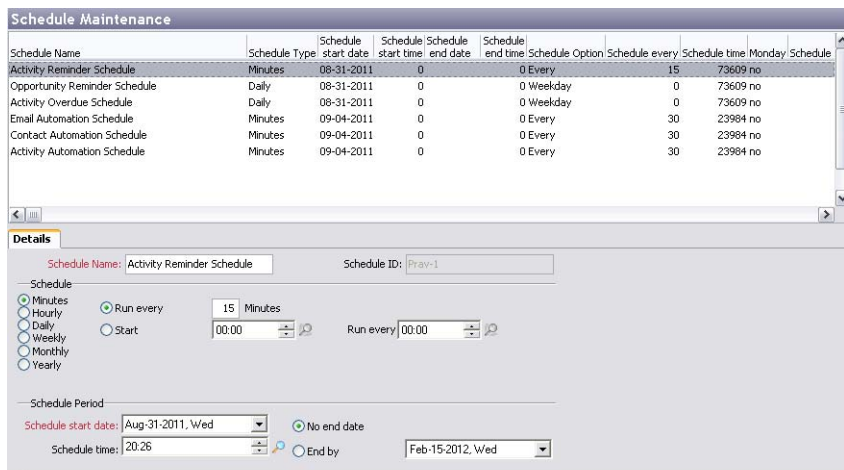 Schedule Maintenance
Schedule Name Schedule Type Schedule start date Schedule start time Schedule end date Schedule end time Schedule Option Schedule every Schedule time Monday Schedule
Activity Reminder Schedule Minutes 08-31-2011 0 0 Every 15 73609 no
Opportunity Reminder Schedule Daily 08-31-2011 0 0 Weekday 0 73609 no
Activity Overdue Schedule Daily 08-31-2011 0 0 Weekday 0 73609 no
Email Automation Schedule Minutes 09-04-2011 0 0 Every 30 23984 no
Contact Automation Schedule Minutes 09-04-2011 0 0 Every 30 23984 no
Activity Automation Schedule Minutes 09-04-2011 0 0 Every 30 23984 no
Details
Schedule Name: Activity Reminder Schedule Schedule ID: Prav-1
Schedule
Minutes
Hourly
Daily
Weekly
Monthly
Yearly
Run every 15 Minutes
Start 00:00 Run every 00:00
Schedule Period
Schedule start date: Aug-31-2011, Wed No end date
Schedule time: 20:26 End by Feb-15-2012, Wed